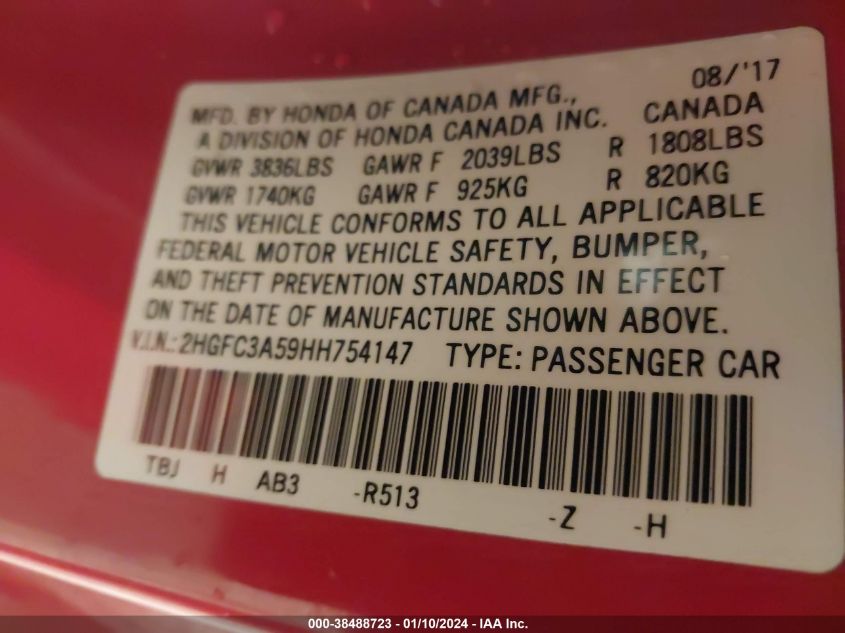 08/'17
MFD. BY HONDA OF CANADA MFG.,
A DIVISION OF HONDA CANADA INC. CANADA
GVWR 3836LBS GAWR F 2039LBS R 1808LBS
GVWR 1740KG GAWR F 925KG R 820KG
THIS VEHICLE CONFORMS TO ALL APPLICABLE
FEDERAL MOTOR VEHICLE SAFETY, BUMPER,
AND THEFT PREVENTION STANDARDS IN EFFECT
ON THE DATE OF MANUFACTURE SHOWN ABOVE.
V.I.N.: 2HGFC3A59HH754147 TYPE: PASSENGER CAR
TBJ H AB3 -R513 -Z -H
000-38488723 - 01/10/2024 - IAA Inc.